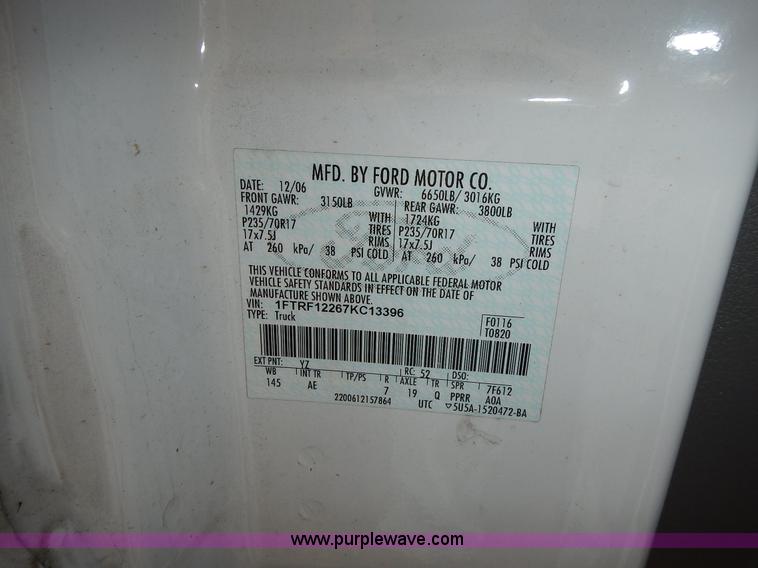 MFD. BY FORD MOTOR CO.
DATE: 12/06 GVWR: 6650LB/ 3016KG
FRONT GAWR: 3150LB REAR GAWR: 3800LB
1429KG WITH 1724KG WITH
P235/70R17 TIRES P235/70R17 TIRES
17x7.5J RIMS 17x7.5J RIMS
AT 260 kPa/ 38 PSI COLD AT 260 kPa/ 38 PSI COLD
THIS VEHICLE CONFORMS TO ALL APPLICABLE FEDERAL MOTOR
VEHICLE SAFETY STANDARDS IN EFFECT ON THE DATE OF
MANUFACTURE SHOWN ABOVE.
VIN: 1FTRF12267KC13396 F0116
TYPE: Truck T0820
EXT PNT: YZ RC: 52 DSO:
WB INT TR TP/PS R AXLE TR SPR 7F612
145 AE 7 19 Q PPRR A0A
2200612157864 UTC 5U5A-1520472-BA
Ford
www.purplewave.com